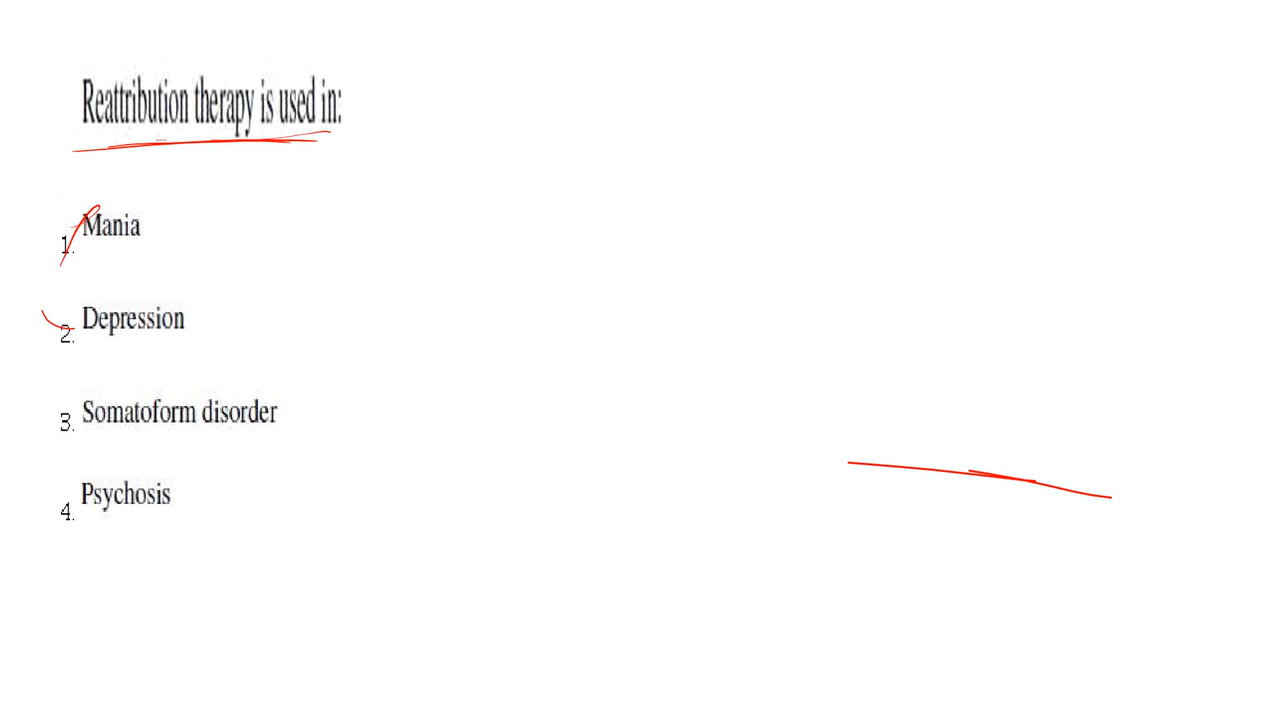 Reattribution therapy is used in:
1. Mania
2. Depression
3. Somatoform disorder
4. Psychosis